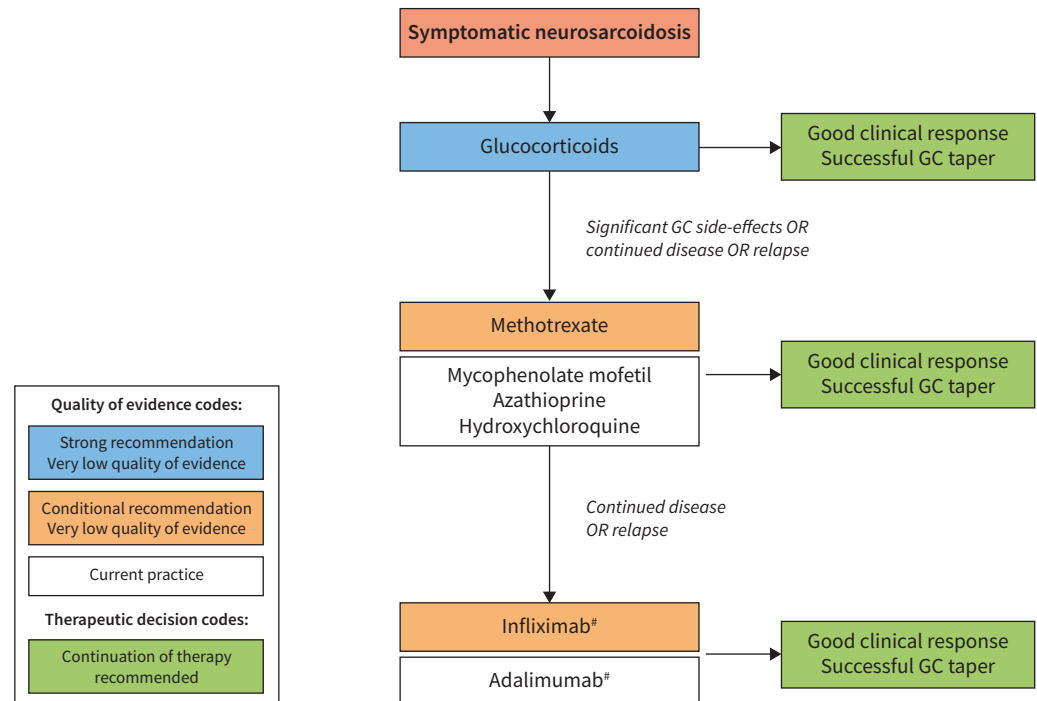 Symptomatic neurosarcoidosis
Glucocorticoids
Good clinical response
Successful GC taper
Significant GC side-effects OR
continued disease OR relapse
Methotrexate
Mycophenolate mofetil
Azathioprine
Hydroxychloroquine
Good clinical response
Successful GC taper
Continued disease
OR relapse
Infliximab#
Adalimumab#
Good clinical response
Successful GC taper
Quality of evidence codes:
Strong recommendation
Very low quality of evidence
Conditional recommendation
Very low quality of evidence
Current practice
Therapeutic decision codes:
Continuation of therapy
recommended